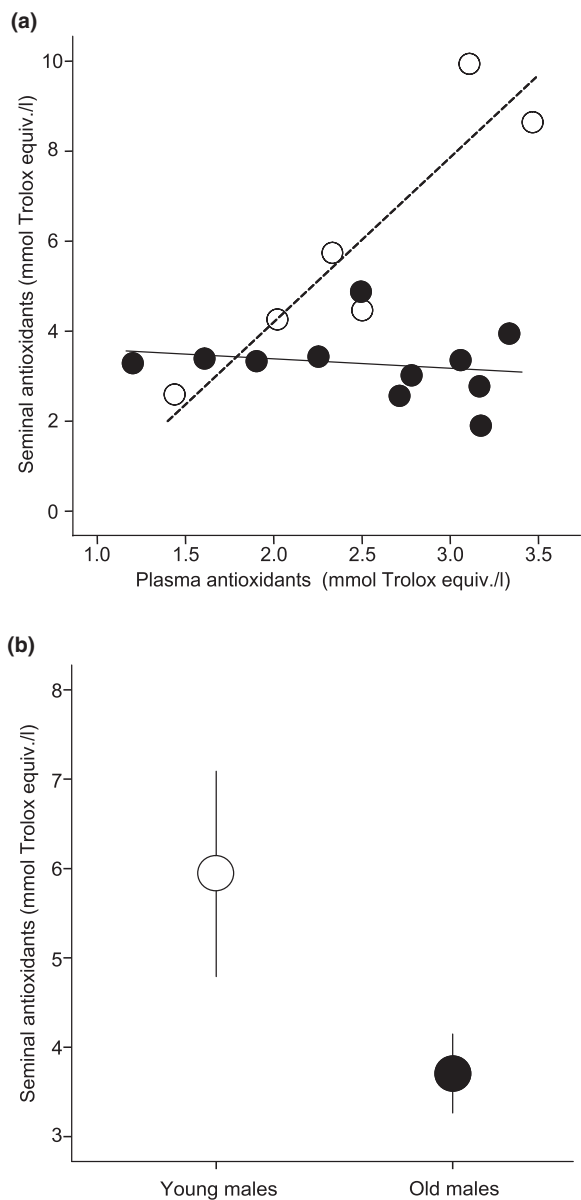 (a)
10
8
6
4
2
0
Seminal antioxidants (mmol Trolox equiv./l)
1.0 1.5 2.0 2.5 3.0 3.5
Plasma antioxidants (mmol Trolox equiv./l)
(b)
8
7
6
5
4
3
Seminal antioxidants (mmol Trolox equiv./l)
Young males Old males